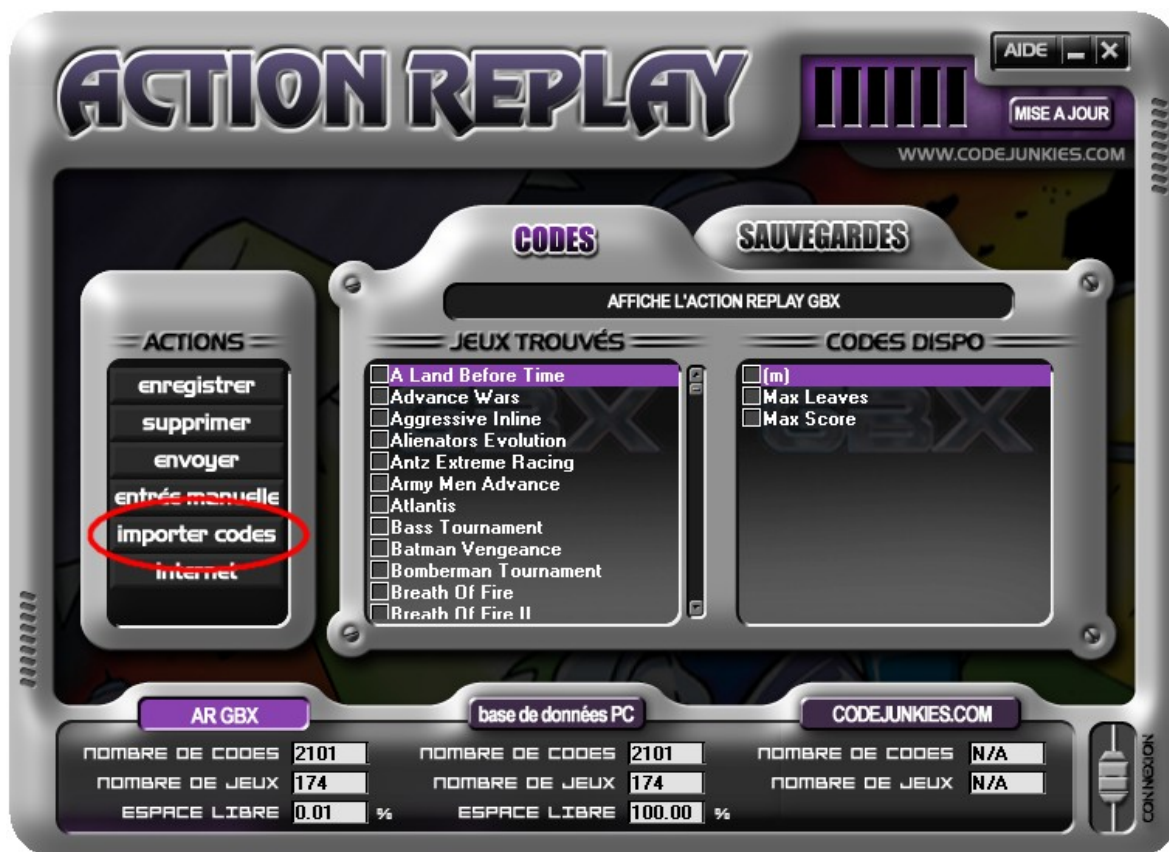 ACTION REPLAY
AIDE
MISE A JOUR
WWW.CODEJUNKIES.COM
CODES
SAUVEGARDES
AFFICHE L'ACTION REPLAY GBX
ACTIONS
enregistrer
supprimer
envoyer
entrée manuelle
importer codes
internet
JEUX TROUVÉS
A Land Before Time
Advance Wars
Aggressive Inline
Alienators Evolution
Antz Extreme Racing
Army Men Advance
Atlantis
Bass Tournament
Batman Vengeance
Bomberman Tournament
Breath Of Fire
Breath Of Fire II
CODES DISPO
(m)
Max Leaves
Max Score
GBX
GBX
AR GBX
NOMBRE DE CODES 2101
NOMBRE DE JEUX 174
ESPACE LIBRE 0.01 %
base de données PC
NOMBRE DE CODES 2101
NOMBRE DE JEUX 174
ESPACE LIBRE 100.00 %
CODEJUNKIES.COM
NOMBRE DE CODES N/A
NOMBRE DE JEUX N/A
CONNEXION